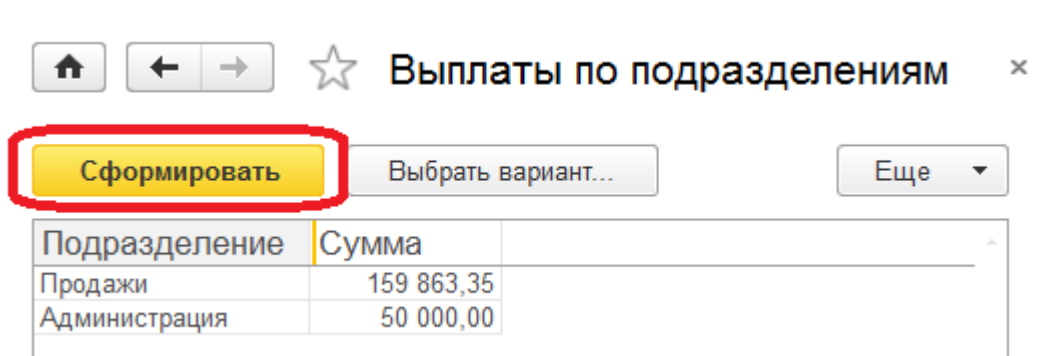 Выплаты по подразделениям
Сформировать Выбрать вариант... Еще
Подразделение Сумма
Продажи 159 863,35
Администрация 50 000,00